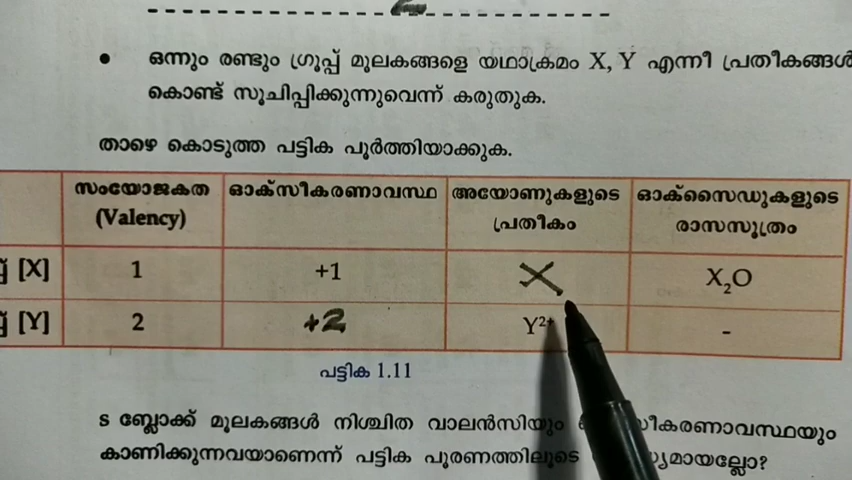 2
• ഒന്നും രണ്ടും ഗ്രൂപ്പ് മൂലകങ്ങളെ യഥാക്രമം X, Y എന്നീ പ്രതീകങ്ങൾ
കൊണ്ട് സൂചിപ്പിക്കുന്നുവെന്ന് കരുതുക.
താഴെ കൊടുത്ത പട്ടിക പൂർത്തിയാക്കുക.
സംയോജകത ഓക്സീകരണാവസ്ഥ അയോണുകളുടെ ഓക്സൈഡുകളുടെ
(Valency) പ്രതീകം രാസസൂത്രം
[X] 1 +1 X X₂O
[Y] 2 +2 Y²⁺ -
പട്ടിക 1.11
s ബ്ലോക്ക് മൂലകങ്ങൾ നിശ്ചിത വാലൻസിയും
കാണിക്കുന്നവയാണെന്ന് പട്ടിക പൂരണത്തിലൂടെ